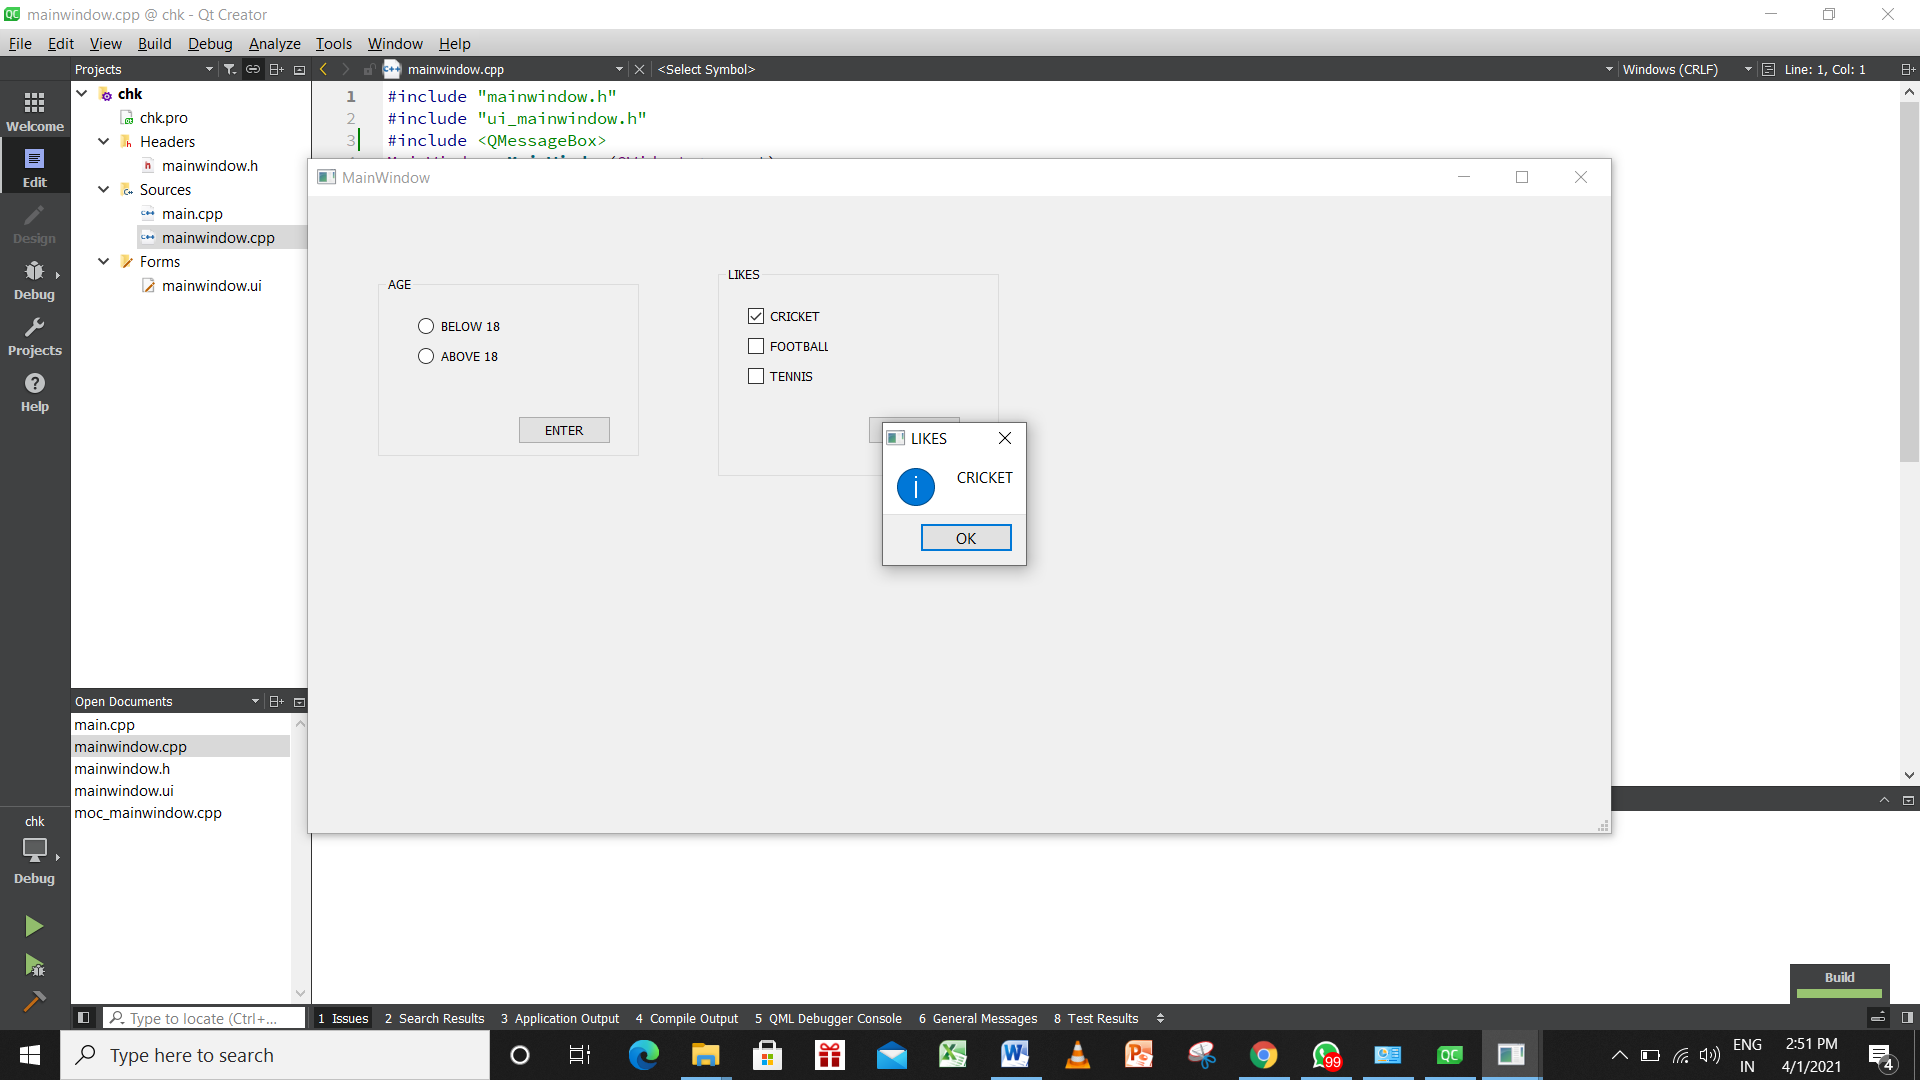 mainwindow.cpp @ chk - Qt Creator
File Edit View Build Debug Analyze Tools Window Help
Projects
mainwindow.cpp
<Select Symbol>
Windows (CRLF)
Line: 1, Col: 1
Welcome
Edit
Design
Debug
Projects
Help
chk
chk.pro
Headers
mainwindow.h
Sources
main.cpp
mainwindow.cpp
Forms
mainwindow.ui
1 #include "mainwindow.h"
2 #include "ui_mainwindow.h"
3 #include <QMessageBox>
MainWindow
AGE
BELOW 18
ABOVE 18
ENTER
LIKES
CRICKET
FOOTBALL
TENNIS
LIKES
CRICKET
OK
Open Documents
main.cpp
mainwindow.cpp
mainwindow.h
mainwindow.ui
moc_mainwindow.cpp
chk
Debug
Build
Type to locate (Ctrl+...
1 Issues 2 Search Results 3 Application Output 4 Compile Output 5 QML Debugger Console 6 General Messages 8 Test Results
Type here to search
99
ENG
IN
2:51 PM
4/1/2021
4